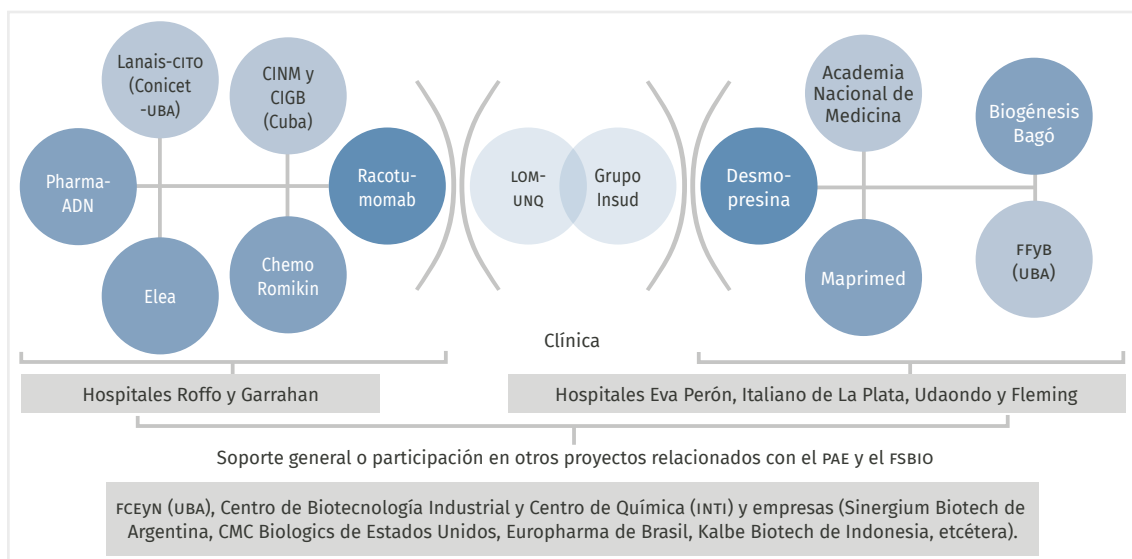 Lanais-CITO
(Conicet
-UBA)
CINM y
CIGB
(Cuba)
Pharma-
ADN
Racotu-
momab
Elea
Chemo
Romikin
LOM-
UNQ
Grupo
Insud
Academia
Nacional de
Medicina
Biogénesis
Bagó
Desmo-
presina
Maprimed
FFyB
(UBA)
Clínica
Hospitales Roffo y Garrahan
Hospitales Eva Perón, Italiano de La Plata, Udaondo y Fleming
Soporte general o participación en otros proyectos relacionados con el PAE y el FSBIO
FCEyN (UBA), Centro de Biotecnología Industrial y Centro de Química (INTI) y empresas (Sinergium Biotech de
Argentina, CMC Biologics de Estados Unidos, Europharma de Brasil, Kalbe Biotech de Indonesia, etcétera).